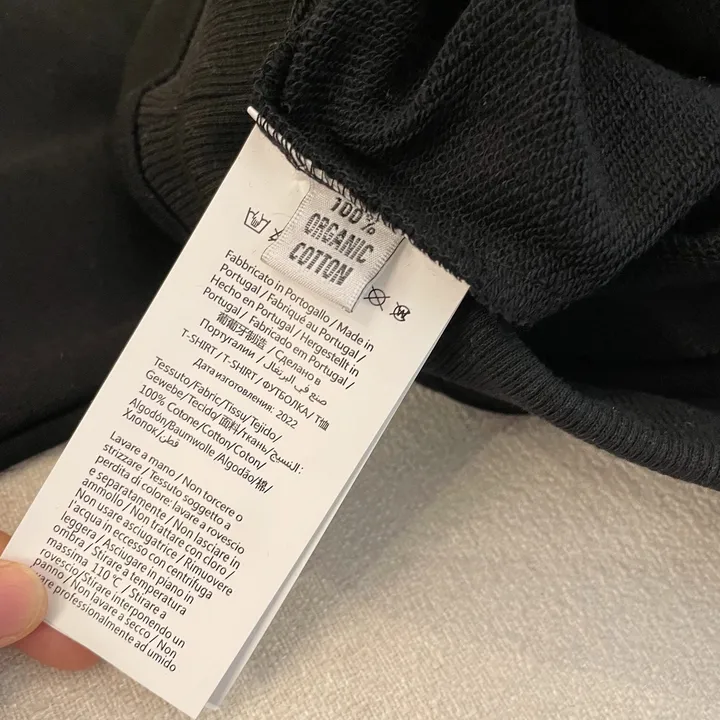 100%
ORGANIC
COTTON
Fabbricato in Portogallo / Made in
Portugal / Fabriqué au Portugal /
Hecho en Portugal / Hergestellt in
Portugal / Fabricado em Portugal /
葡萄牙制造 / Сделано в
Португалии / صنع في البرتغال /
T-SHIRT / T-SHIRT / ФУТБОЛКА / T恤
Дата изготовления: 2022
Tessuto/Fabric/Tissu/Tejido/
Gewebe/Tecido/面料/ткань/النسيج:
100% Cotone/Cotton/Coton/
Algodón/Baumwolle/Algodão/棉/
Хлопок/قطن
Lavare a mano / Non torcere o
strizzare / Tessuto soggetto a
perdita di colore: lavare a rovescio
e separatamente / Non lasciare in
ammollo / Non trattare con cloro /
Non usare asciugatrice / Rimuovere
l'acqua in eccesso con centrifuga
leggera / Asciugare in piano in
ombra / Stirare a temperatura
massima 110 °C / Stirare a
rovescio/Stirare interponendo un
panno / Non lavare a secco / Non
professionalmente ad umido